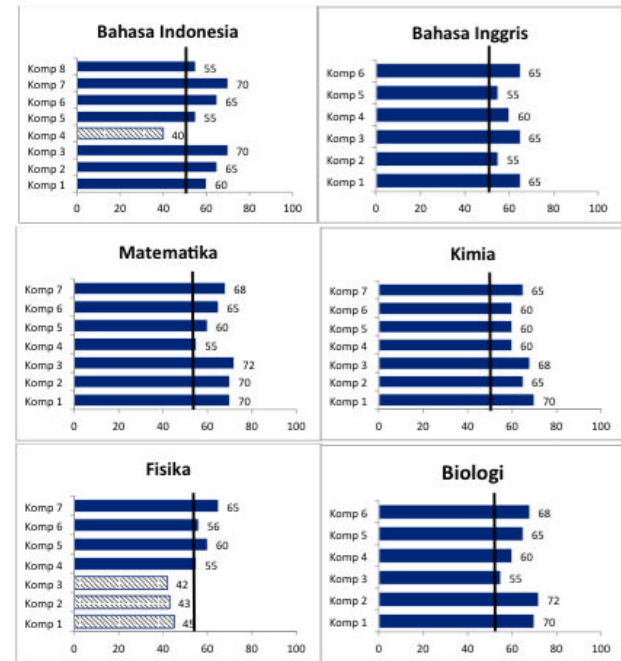 Bahasa Indonesia
Komp 8 55
Komp 7 70
Komp 6 65
Komp 5 55
Komp 4 40
Komp 3 70
Komp 2 65
Komp 1 60
0 20 40 60 80 100
Bahasa Inggris
Komp 6 65
Komp 5 55
Komp 4 60
Komp 3 65
Komp 2 55
Komp 1 65
0 20 40 60 80 100
Matematika
Komp 7 68
Komp 6 65
Komp 5 60
Komp 4 55
Komp 3 72
Komp 2 70
Komp 1 70
0 20 40 60 80 100
Kimia
Komp 7 65
Komp 6 60
Komp 5 60
Komp 4 60
Komp 3 68
Komp 2 65
Komp 1 70
0 20 40 60 80 100
Fisika
Komp 7 65
Komp 6 56
Komp 5 60
Komp 4 55
Komp 3 42
Komp 2 43
Komp 1 45
0 20 40 60 80 100
Biologi
Komp 6 68
Komp 5 65
Komp 4 60
Komp 3 55
Komp 2 72
Komp 1 70
0 20 40 60 80 100